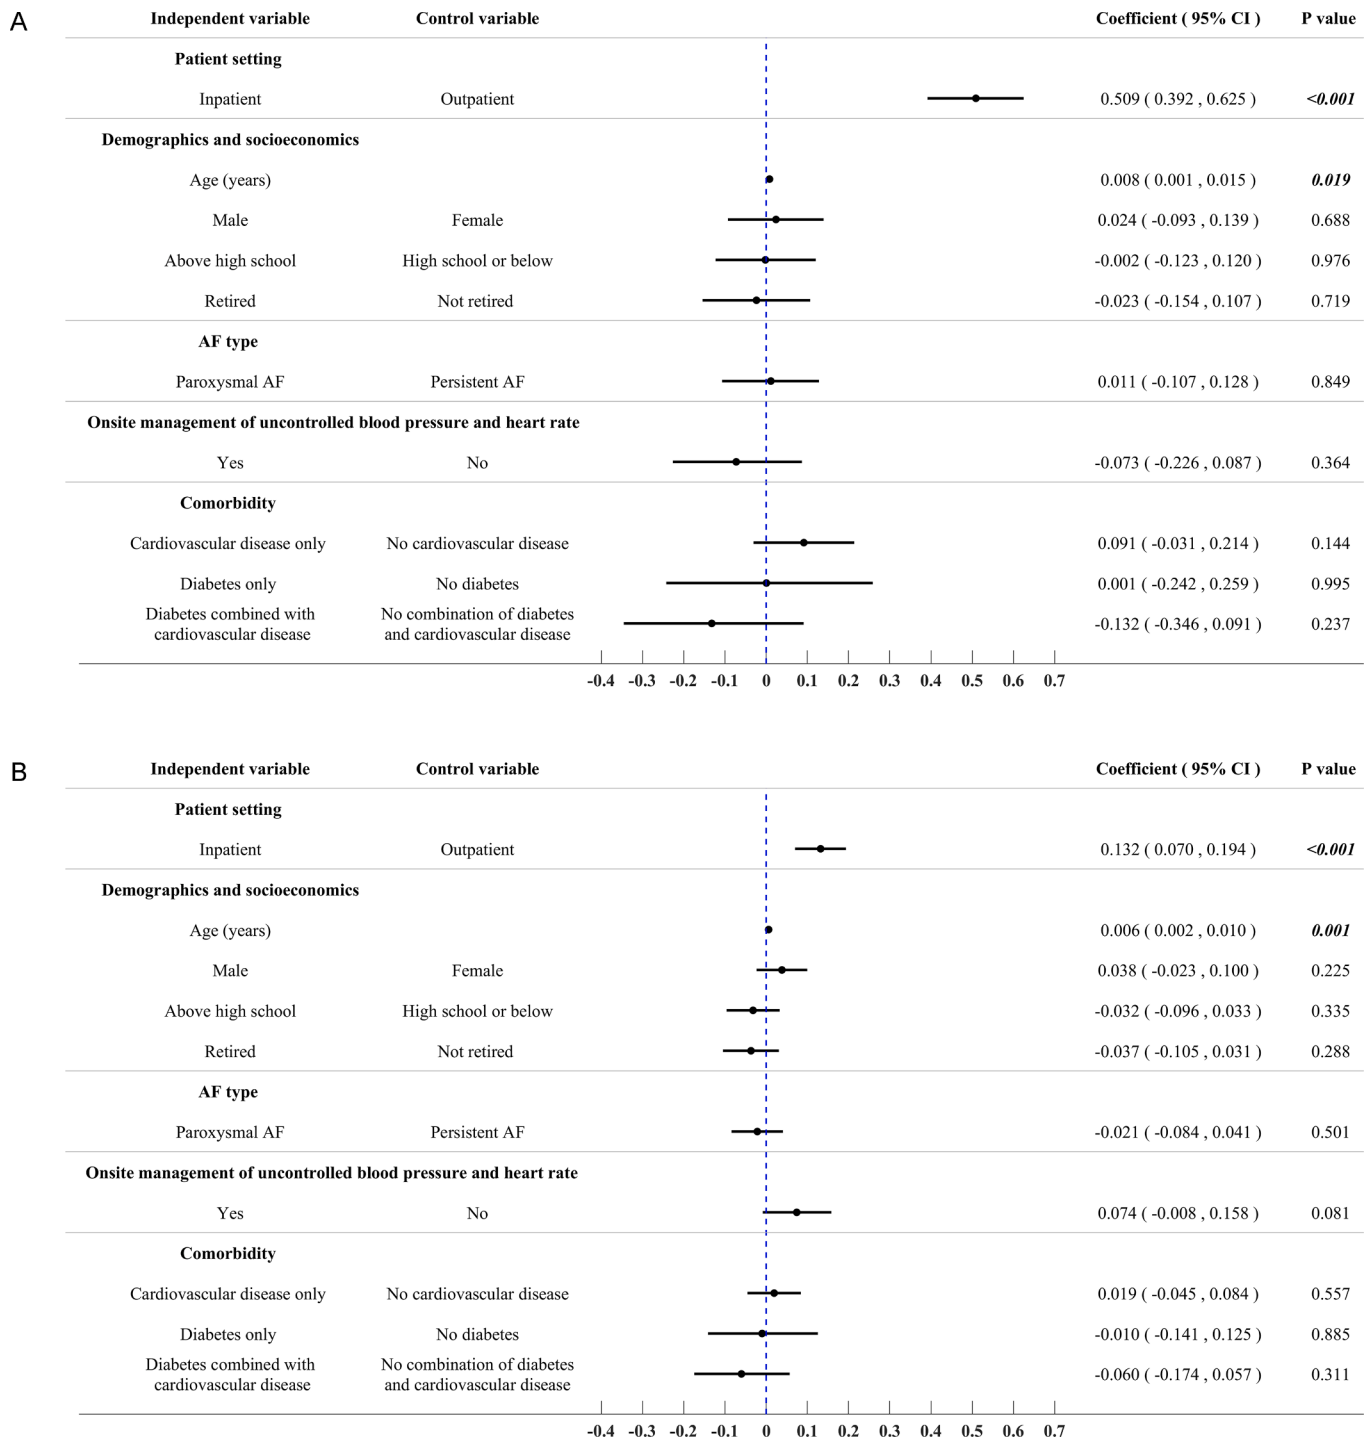 A
Independent variable Control variable Coefficient ( 95% CI ) P value
Patient setting
Inpatient Outpatient 0.509 ( 0.392 , 0.625 ) <0.001
Demographics and socioeconomics
Age (years) 0.008 ( 0.001 , 0.015 ) 0.019
Male Female 0.024 ( -0.093 , 0.139 ) 0.688
Above high school High school or below -0.002 ( -0.123 , 0.120 ) 0.976
Retired Not retired -0.023 ( -0.154 , 0.107 ) 0.719
AF type
Paroxysmal AF Persistent AF 0.011 ( -0.107 , 0.128 ) 0.849
Onsite management of uncontrolled blood pressure and heart rate
Yes No -0.073 ( -0.226 , 0.087 ) 0.364
Comorbidity
Cardiovascular disease only No cardiovascular disease 0.091 ( -0.031 , 0.214 ) 0.144
Diabetes only No diabetes 0.001 ( -0.242 , 0.259 ) 0.995
Diabetes combined with No combination of diabetes
cardiovascular disease and cardiovascular disease -0.132 ( -0.346 , 0.091 ) 0.237
-0.4 -0.3 -0.2 -0.1 0 0.1 0.2 0.3 0.4 0.5 0.6 0.7
B
Independent variable Control variable Coefficient ( 95% CI ) P value
Patient setting
Inpatient Outpatient 0.132 ( 0.070 , 0.194 ) <0.001
Demographics and socioeconomics
Age (years) 0.006 ( 0.002 , 0.010 ) 0.001
Male Female 0.038 ( -0.023 , 0.100 ) 0.225
Above high school High school or below -0.032 ( -0.096 , 0.033 ) 0.335
Retired Not retired -0.037 ( -0.105 , 0.031 ) 0.288
AF type
Paroxysmal AF Persistent AF -0.021 ( -0.084 , 0.041 ) 0.501
Onsite management of uncontrolled blood pressure and heart rate
Yes No 0.074 ( -0.008 , 0.158 ) 0.081
Comorbidity
Cardiovascular disease only No cardiovascular disease 0.019 ( -0.045 , 0.084 ) 0.557
Diabetes only No diabetes -0.010 ( -0.141 , 0.125 ) 0.885
Diabetes combined with No combination of diabetes
cardiovascular disease and cardiovascular disease -0.060 ( -0.174 , 0.057 ) 0.311
-0.4 -0.3 -0.2 -0.1 0 0.1 0.2 0.3 0.4 0.5 0.6 0.7